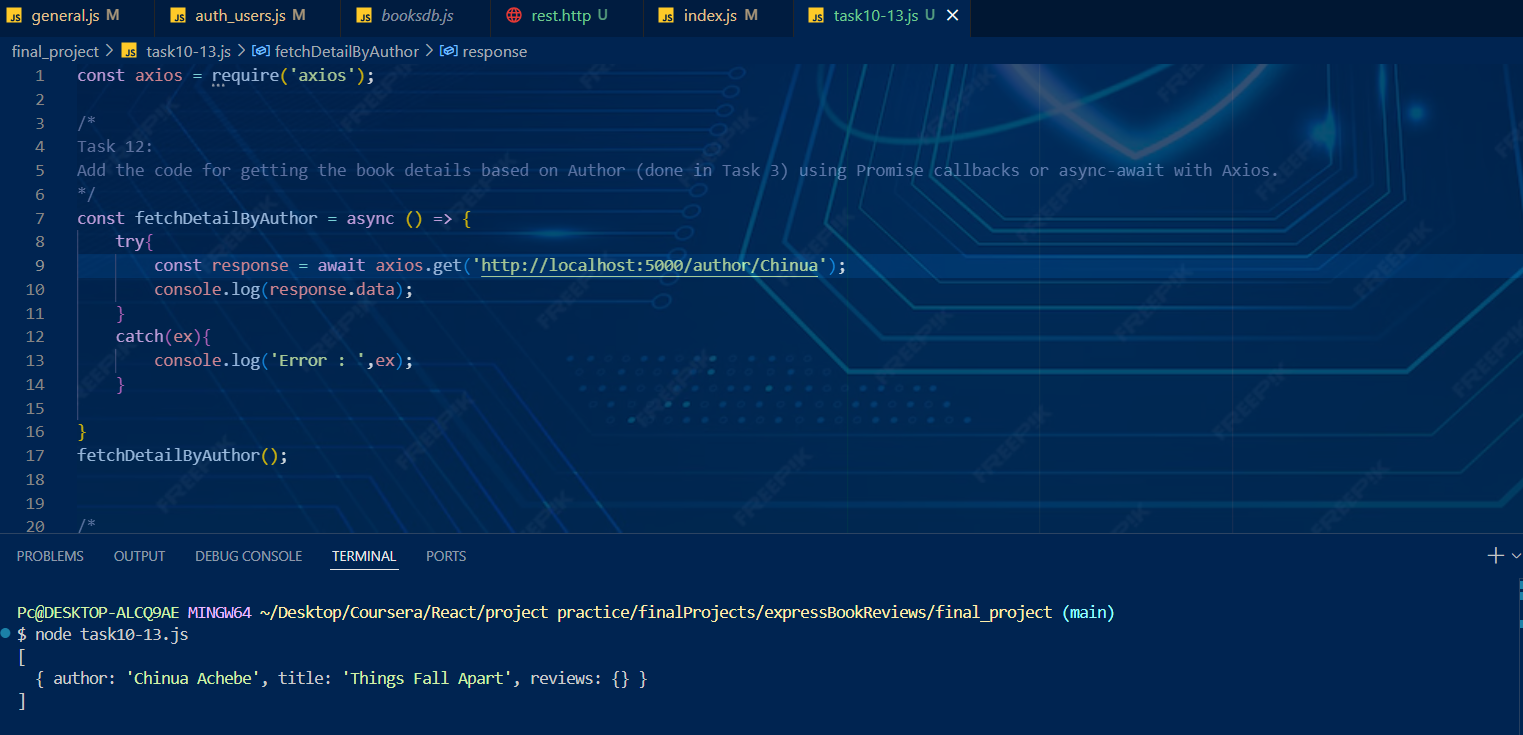 JS general.js M JS auth_users.js M JS booksdb.js rest.http U JS index.js M JS task10-13.js U
final_project > JS task10-13.js > fetchDetailByAuthor > response
1 const axios = require('axios');
2
3 /*
4 Task 12:
5 Add the code for getting the book details based on Author (done in Task 3) using Promise callbacks or async-await with Axios.
6 */
7 const fetchDetailByAuthor = async () => {
8 try{
9 const response = await axios.get('http://localhost:5000/author/Chinua');
10 console.log(response.data);
11 }
12 catch(ex){
13 console.log('Error : ',ex);
14 }
15
16 }
17 fetchDetailByAuthor();
18
19
20 /*
PROBLEMS OUTPUT DEBUG CONSOLE TERMINAL PORTS
Pc@DESKTOP-ALCQ9AE MINGW64 ~/Desktop/Coursera/React/project practice/finalProjects/expressBookReviews/final_project (main)
$ node task10-13.js
[
{ author: 'Chinua Achebe', title: 'Things Fall Apart', reviews: {} }
]